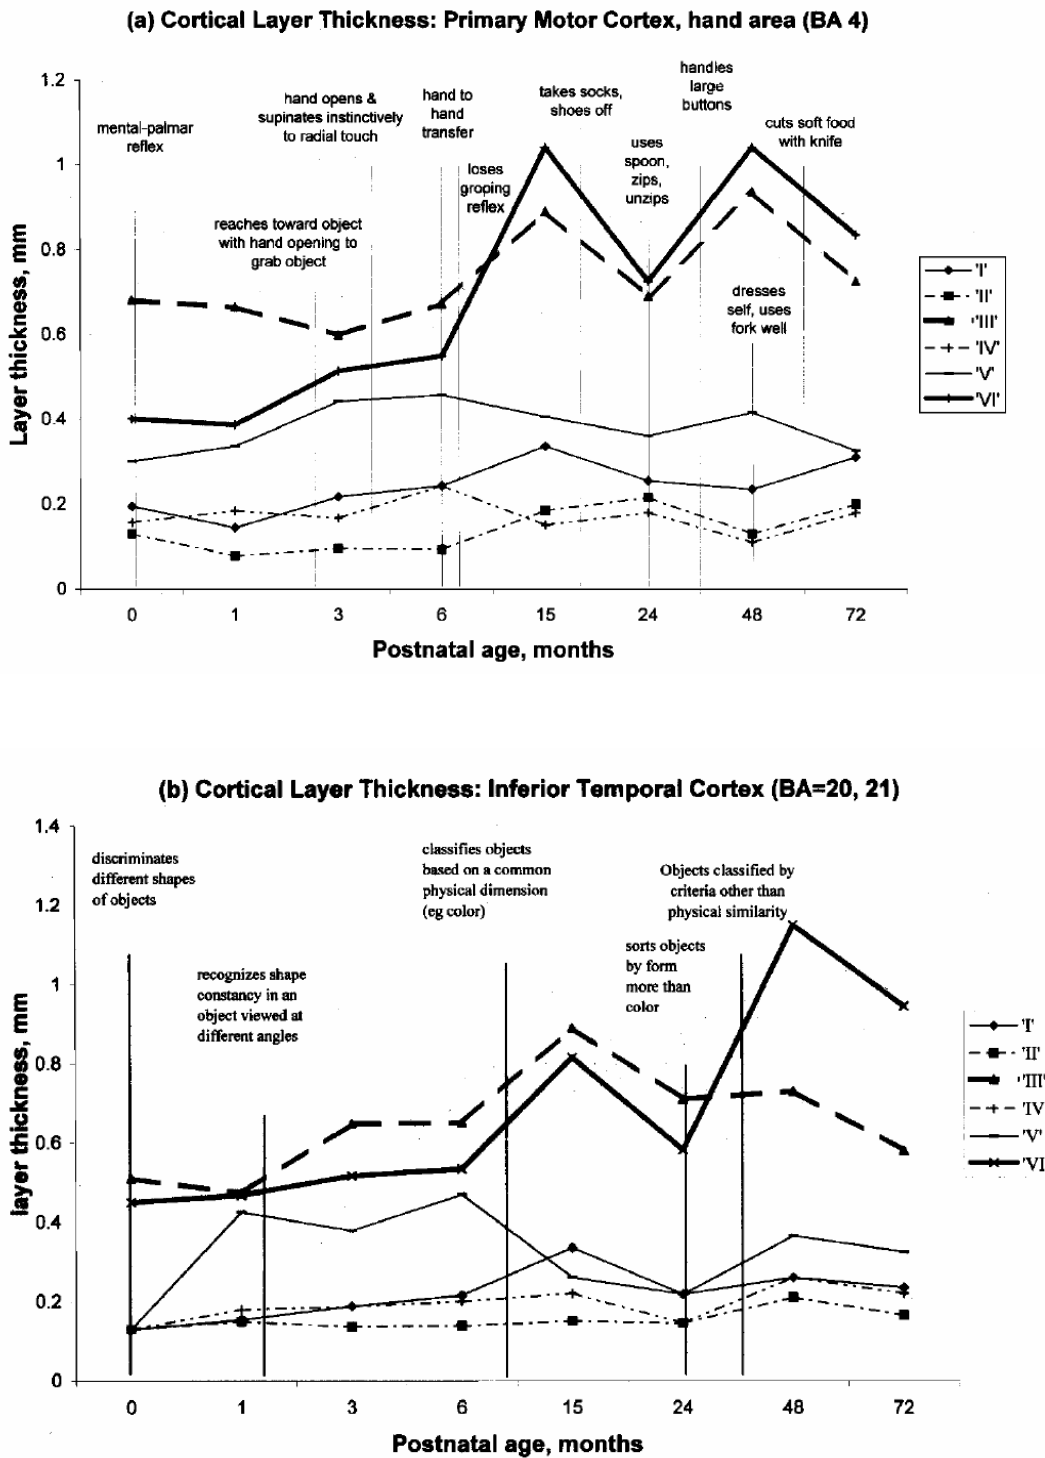 (a) Cortical Layer Thickness: Primary Motor Cortex, hand area (BA 4)
1.2
1
0.8
0.6
0.4
0.2
0
Layer thickness, mm
mental-palmar
reflex
hand opens &
supinates instinctively
to radial touch
reaches toward object
with hand opening to
grab object
hand to
hand
transfer
loses
groping
reflex
takes socks,
shoes off
uses
spoon,
zips,
unzips
handles
large
buttons
cuts soft food
with knife
dresses
self, uses
fork well
'I'
'II'
'III'
'IV'
'V'
'VI'
0 1 3 6 15 24 48 72
Postnatal age, months
(b) Cortical Layer Thickness: Inferior Temporal Cortex (BA=20, 21)
1.4
1.2
1
0.8
0.6
0.4
0.2
0
layer thickness, mm
discriminates
different shapes
of objects
recognizes shape
constancy in an
object viewed at
different angles
classifies objects
based on a common
physical dimension
(eg color)
Objects classified by
criteria other than
physical similarity
sorts objects
by form
more than
color
'I'
'II'
'III'
'IV
'V'
'VI
0 1 3 6 15 24 48 72
Postnatal age, months